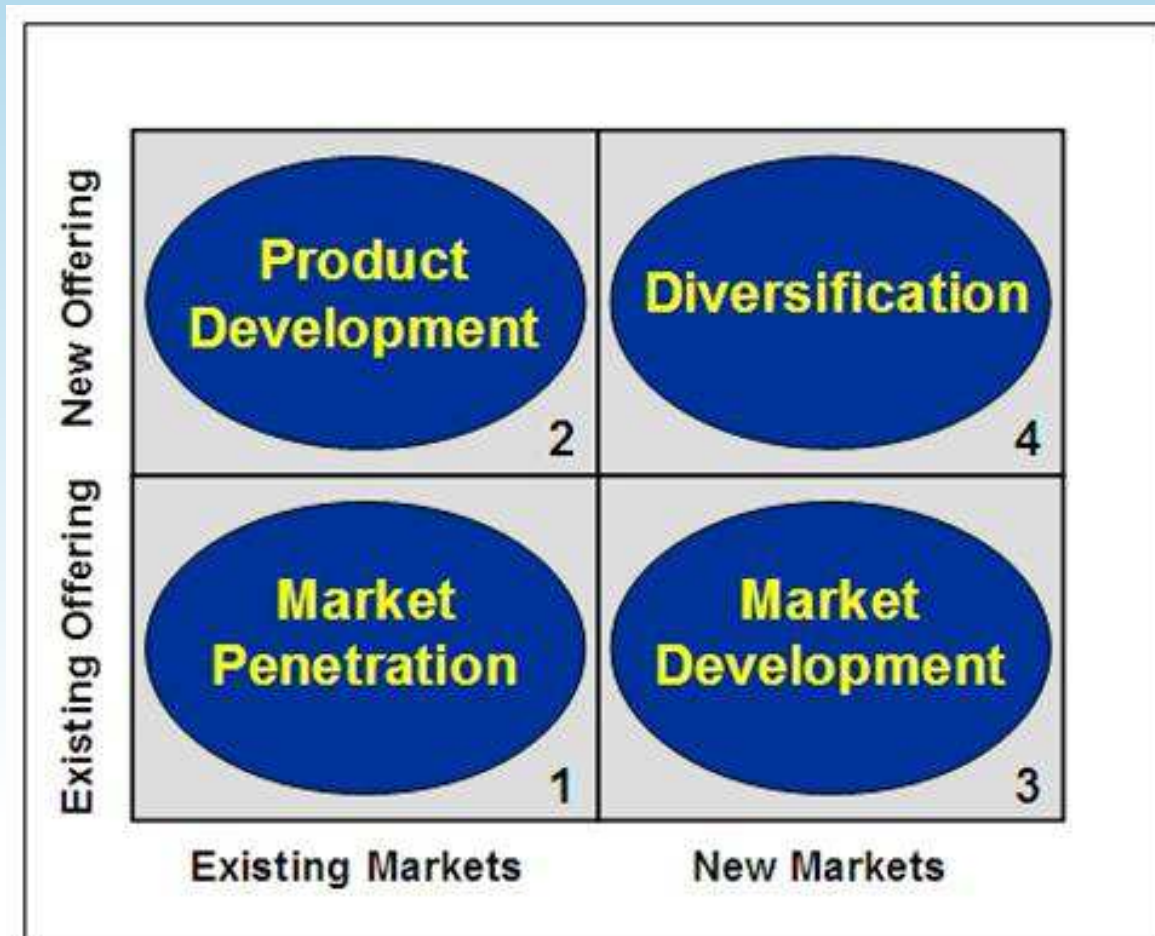 New Offering
Product
Development
2
Diversification
4
Existing Offering
Market
Penetration
1
Market
Development
3
Existing Markets
New Markets